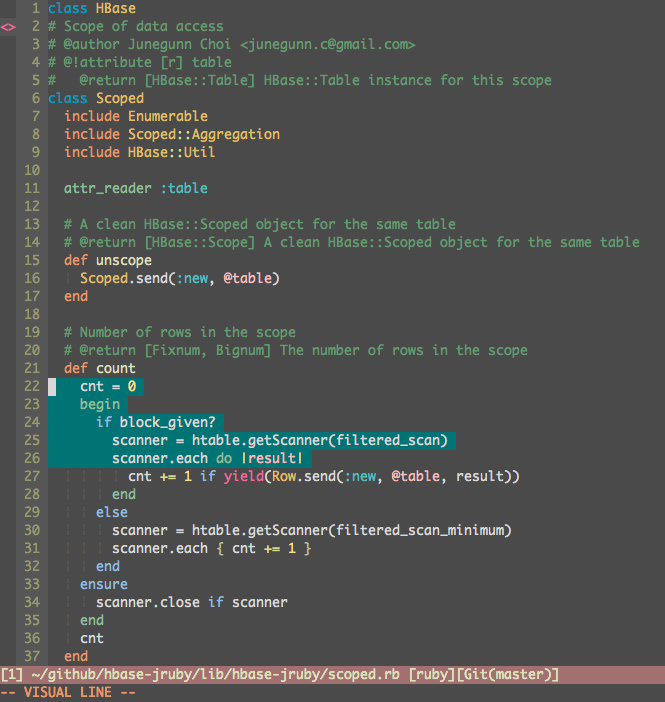 1 class HBase
<> 2 # Scope of data access
3 # @author Junegunn Choi <junegunn.c@gmail.com>
4 # @!attribute [r] table
5 #   @return [HBase::Table] HBase::Table instance for this scope
6 class Scoped
7   include Enumerable
8   include Scoped::Aggregation
9   include HBase::Util
10
11   attr_reader :table
12
13   # A clean HBase::Scoped object for the same table
14   # @return [HBase::Scope] A clean HBase::Scoped object for the same table
15   def unscope
16   ¦ Scoped.send(:new, @table)
17   end
18
19   # Number of rows in the scope
20   # @return [Fixnum, Bignum] The number of rows in the scope
21   def count
22     cnt = 0
23     begin
24       if block_given?
25         scanner = htable.getScanner(filtered_scan)
26         scanner.each do |result|
27   ¦ ¦ ¦ ¦ cnt += 1 if yield(Row.send(:new, @table, result))
28   ¦ ¦ ¦ end
29   ¦ ¦ else
30   ¦ ¦ ¦ scanner = htable.getScanner(filtered_scan_minimum)
31   ¦ ¦ ¦ scanner.each { cnt += 1 }
32   ¦ ¦ end
33   ¦ ensure
34   ¦ ¦ scanner.close if scanner
35   ¦ end
36   ¦ cnt
37   end
[1] ~/github/hbase-jruby/lib/hbase-jruby/scoped.rb [ruby][Git(master)]
-- VISUAL LINE --